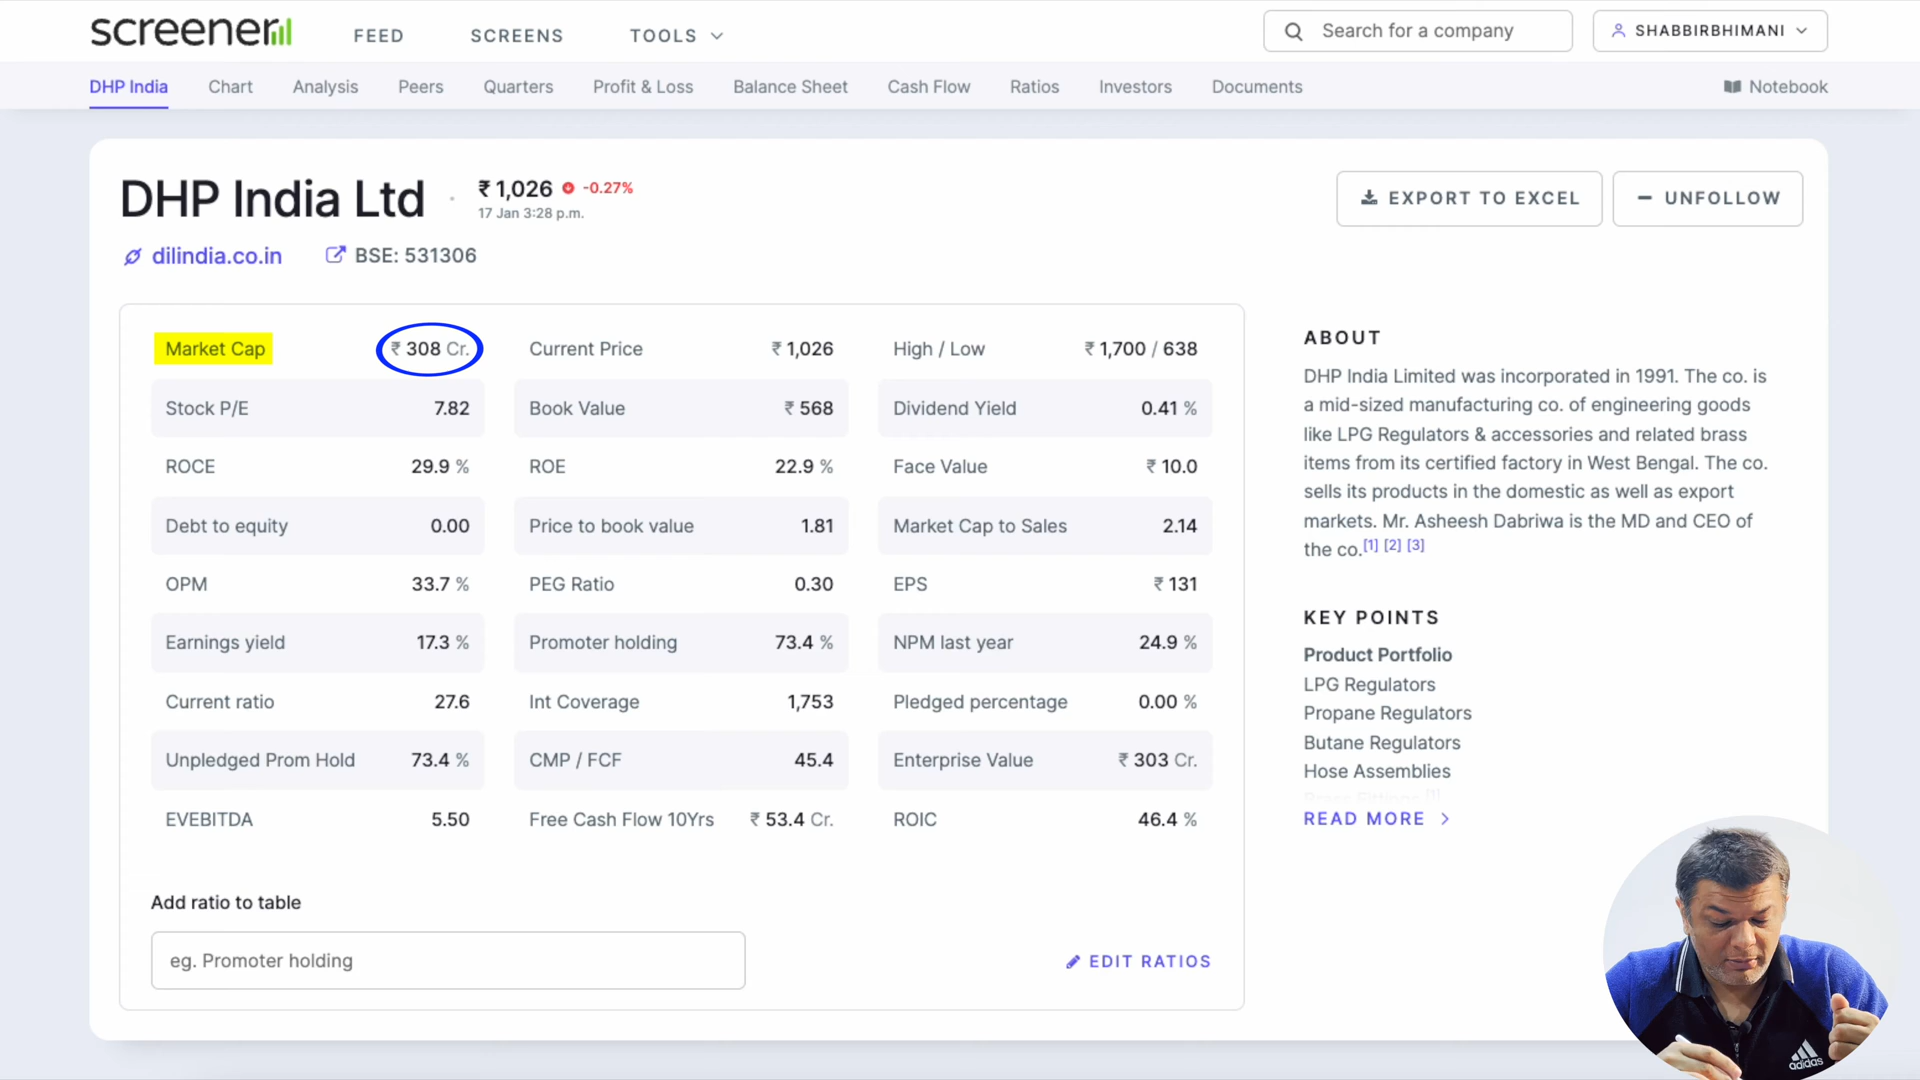 screener
FEED
SCREENS
TOOLS
Search for a company
SHABBIRBHIMANI
DHP India
Chart
Analysis
Peers
Quarters
Profit & Loss
Balance Sheet
Cash Flow
Ratios
Investors
Documents
Notebook
DHP India Ltd
₹ 1,026 -0.27%
17 Jan 3:28 p.m.
EXPORT TO EXCEL
UNFOLLOW
dilindia.co.in
BSE: 531306
Market Cap ₹ 308 Cr.
Current Price ₹ 1,026
High / Low ₹ 1,700 / 638
Stock P/E 7.82
Book Value ₹ 568
Dividend Yield 0.41 %
ROCE 29.9 %
ROE 22.9 %
Face Value ₹ 10.0
Debt to equity 0.00
Price to book value 1.81
Market Cap to Sales 2.14
OPM 33.7 %
PEG Ratio 0.30
EPS ₹ 131
Earnings yield 17.3 %
Promoter holding 73.4 %
NPM last year 24.9 %
Current ratio 27.6
Int Coverage 1,753
Pledged percentage 0.00 %
Unpledged Prom Hold 73.4 %
CMP / FCF 45.4
Enterprise Value ₹ 303 Cr.
EVEBITDA 5.50
Free Cash Flow 10Yrs ₹ 53.4 Cr.
ROIC 46.4 %
Add ratio to table
eg. Promoter holding
EDIT RATIOS
ABOUT
DHP India Limited was incorporated in 1991. The co. is
a mid-sized manufacturing co. of engineering goods
like LPG Regulators & accessories and related brass
items from its certified factory in West Bengal. The co.
sells its products in the domestic as well as export
markets. Mr. Asheesh Dabriwa is the MD and CEO of
the co.[1] [2] [3]
KEY POINTS
Product Portfolio
LPG Regulators
Propane Regulators
Butane Regulators
Hose Assemblies
Brass Fittings [1]
READ MORE
adidas